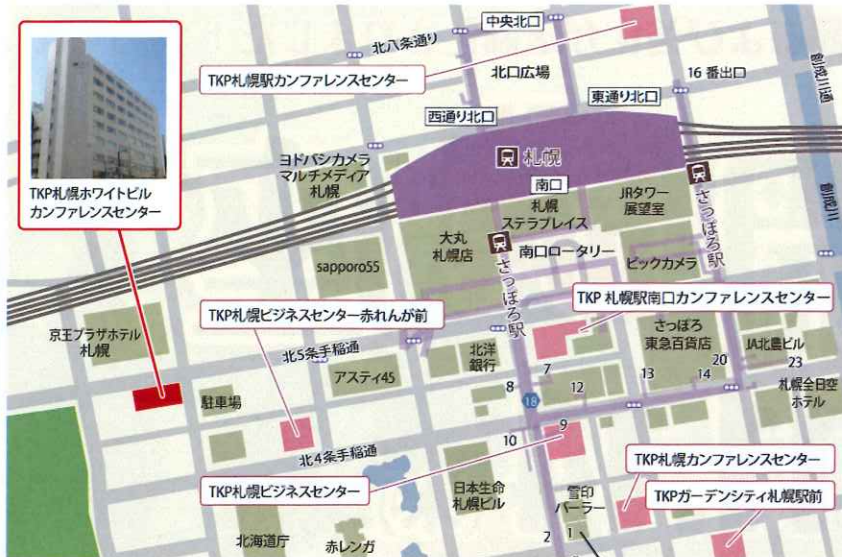 中央北口
北八条通り
TKP札幌駅カンファレンスセンター
北口広場
16 番出口
創成川通
東通り北口
西通り北口
TKP札幌ホワイトビル
カンファレンスセンター
ヨドバシカメラ
マルチメディア
札幌
札幌
南口
創成川
札幌
ステラプレイス
JRタワー
展望室
さっぽろ駅
大丸
札幌店
南口ロータリー
さっぽろ駅
sapporo55
ビックカメラ
TKP札幌ビジネスセンター赤れんが前
TKP 札幌駅南口カンファレンスセンター
京王プラザホテル
札幌
北5条手稲通
北洋
銀行
さっぽろ
東急百貨店
JA北農ビル
アスティ45
7
20
23
8
12
13
14
札幌全日空
ホテル
駐車場
18
9
10
北4条手稲通
TKP札幌ビジネスセンター
日本生命
札幌ビル
TKP札幌カンファレンスセンター
雪印
パーラー
TKPガーデンシティ札幌駅前
北海道庁
赤レンガ
2
1